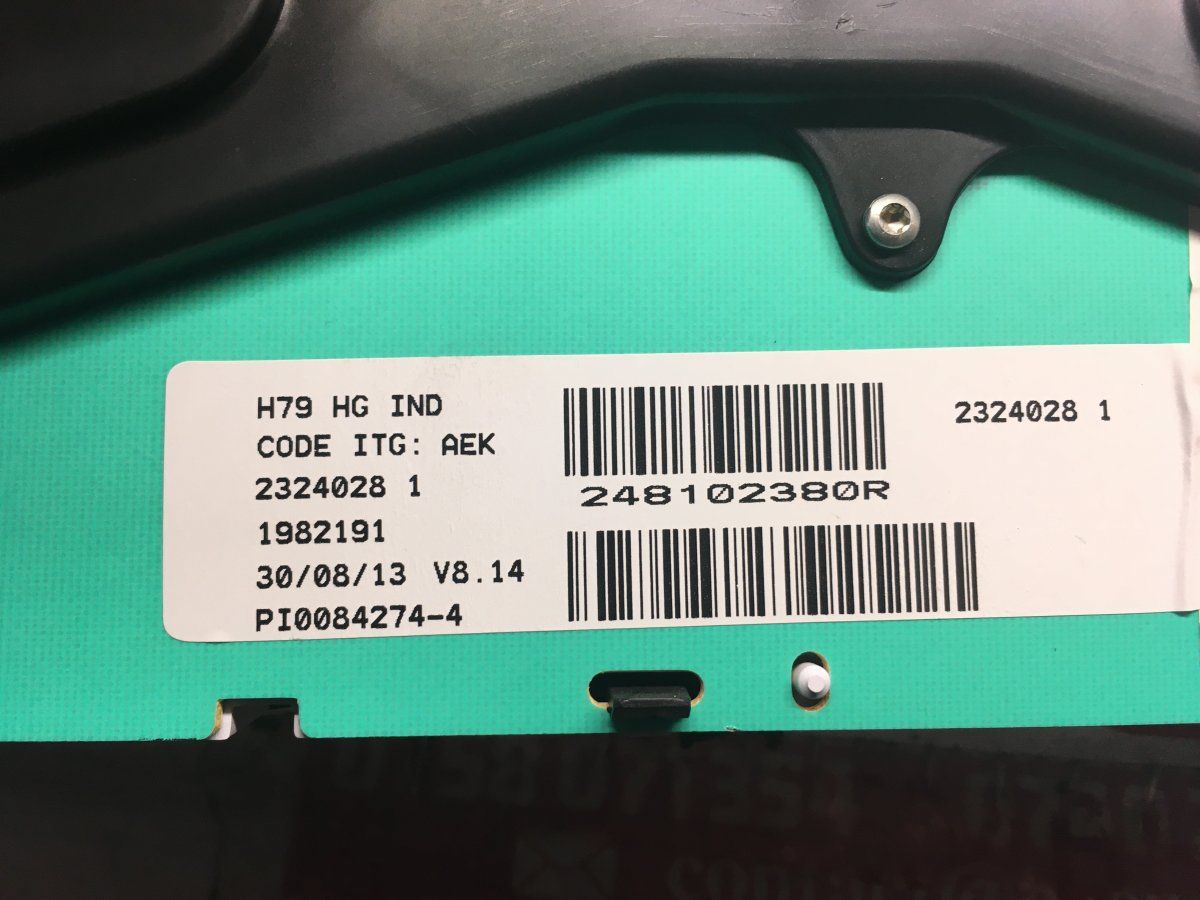 H79 HG IND
CODE ITG: AEK
2324028 1
1982191
30/08/13 V8.14
PI0084274-4
248102380R
2324028 1